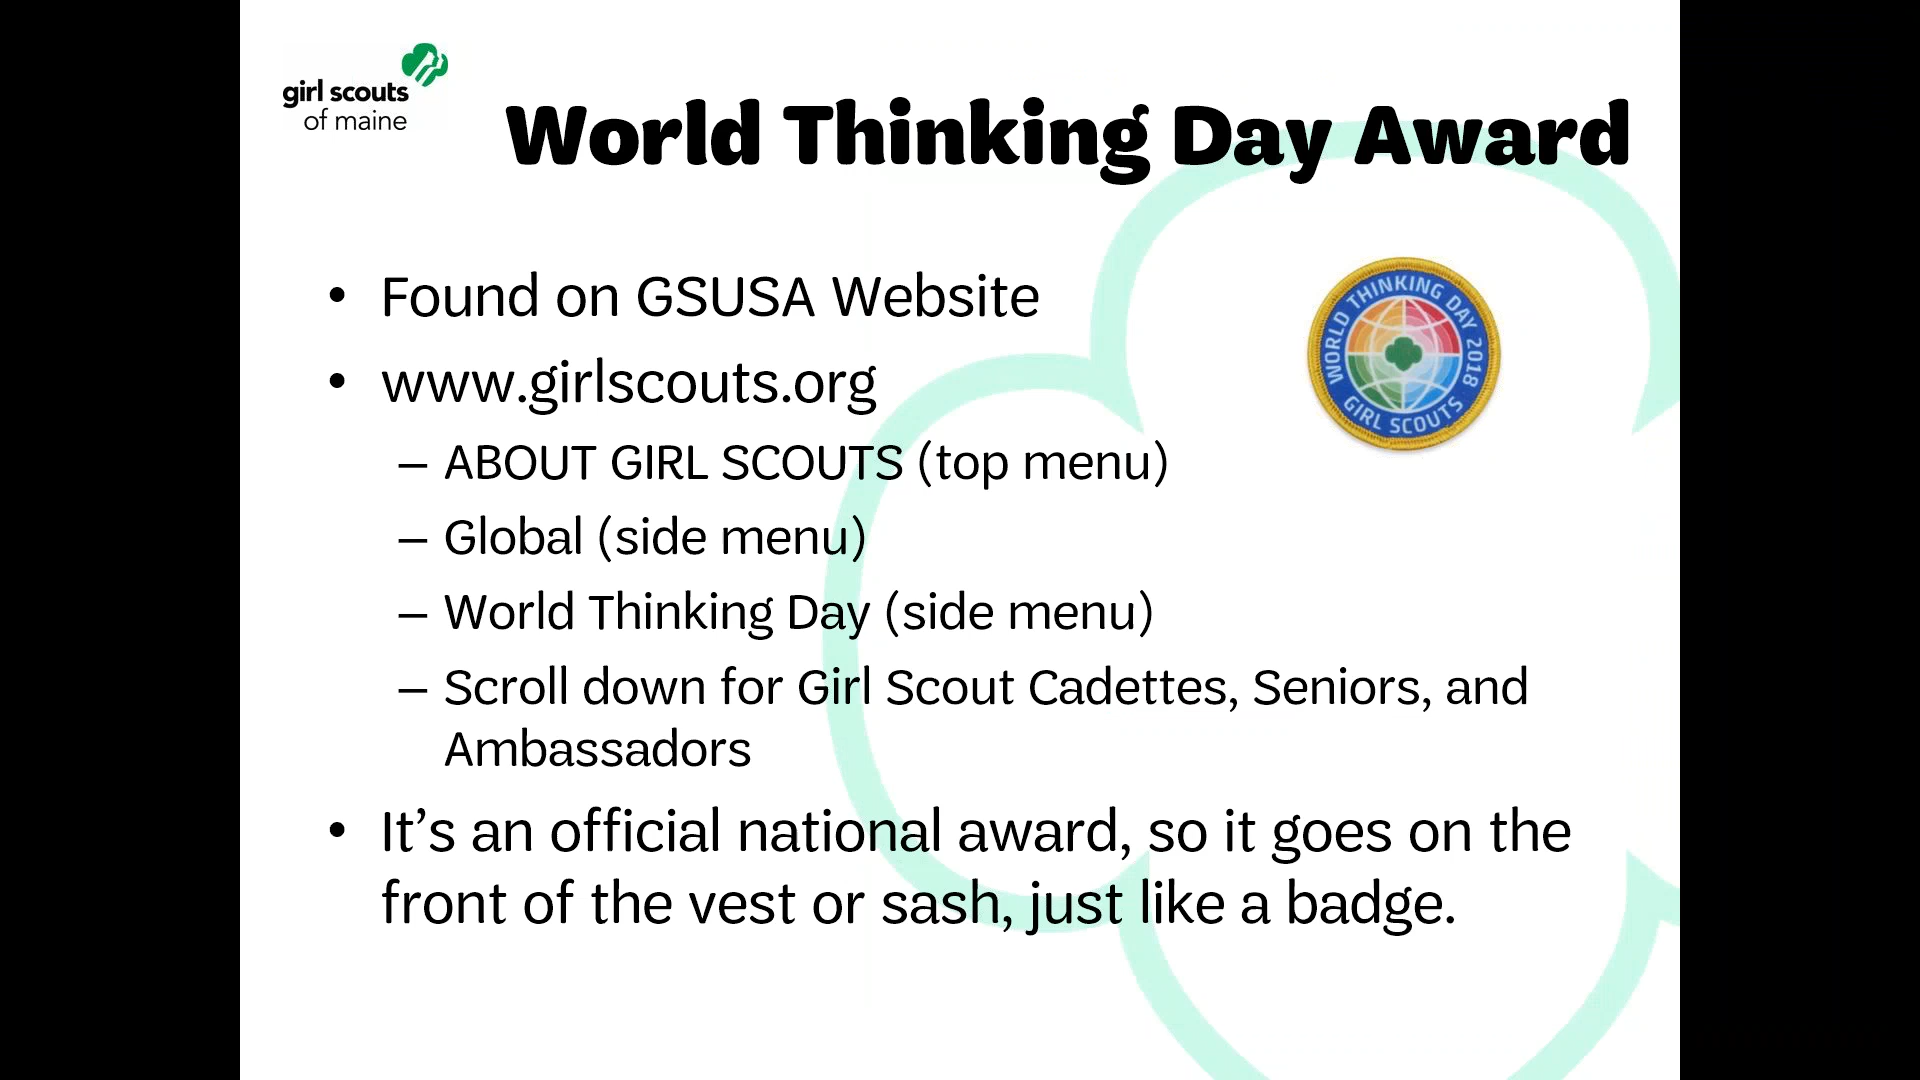 girl scouts
of maine
World Thinking Day Award
• Found on GSUSA Website
• www.girlscouts.org
– ABOUT GIRL SCOUTS (top menu)
– Global (side menu)
– World Thinking Day (side menu)
– Scroll down for Girl Scout Cadettes, Seniors, and
Ambassadors
• It’s an official national award, so it goes on the
front of the vest or sash, just like a badge.
WORLD THINKING DAY 2018
GIRL SCOUTS